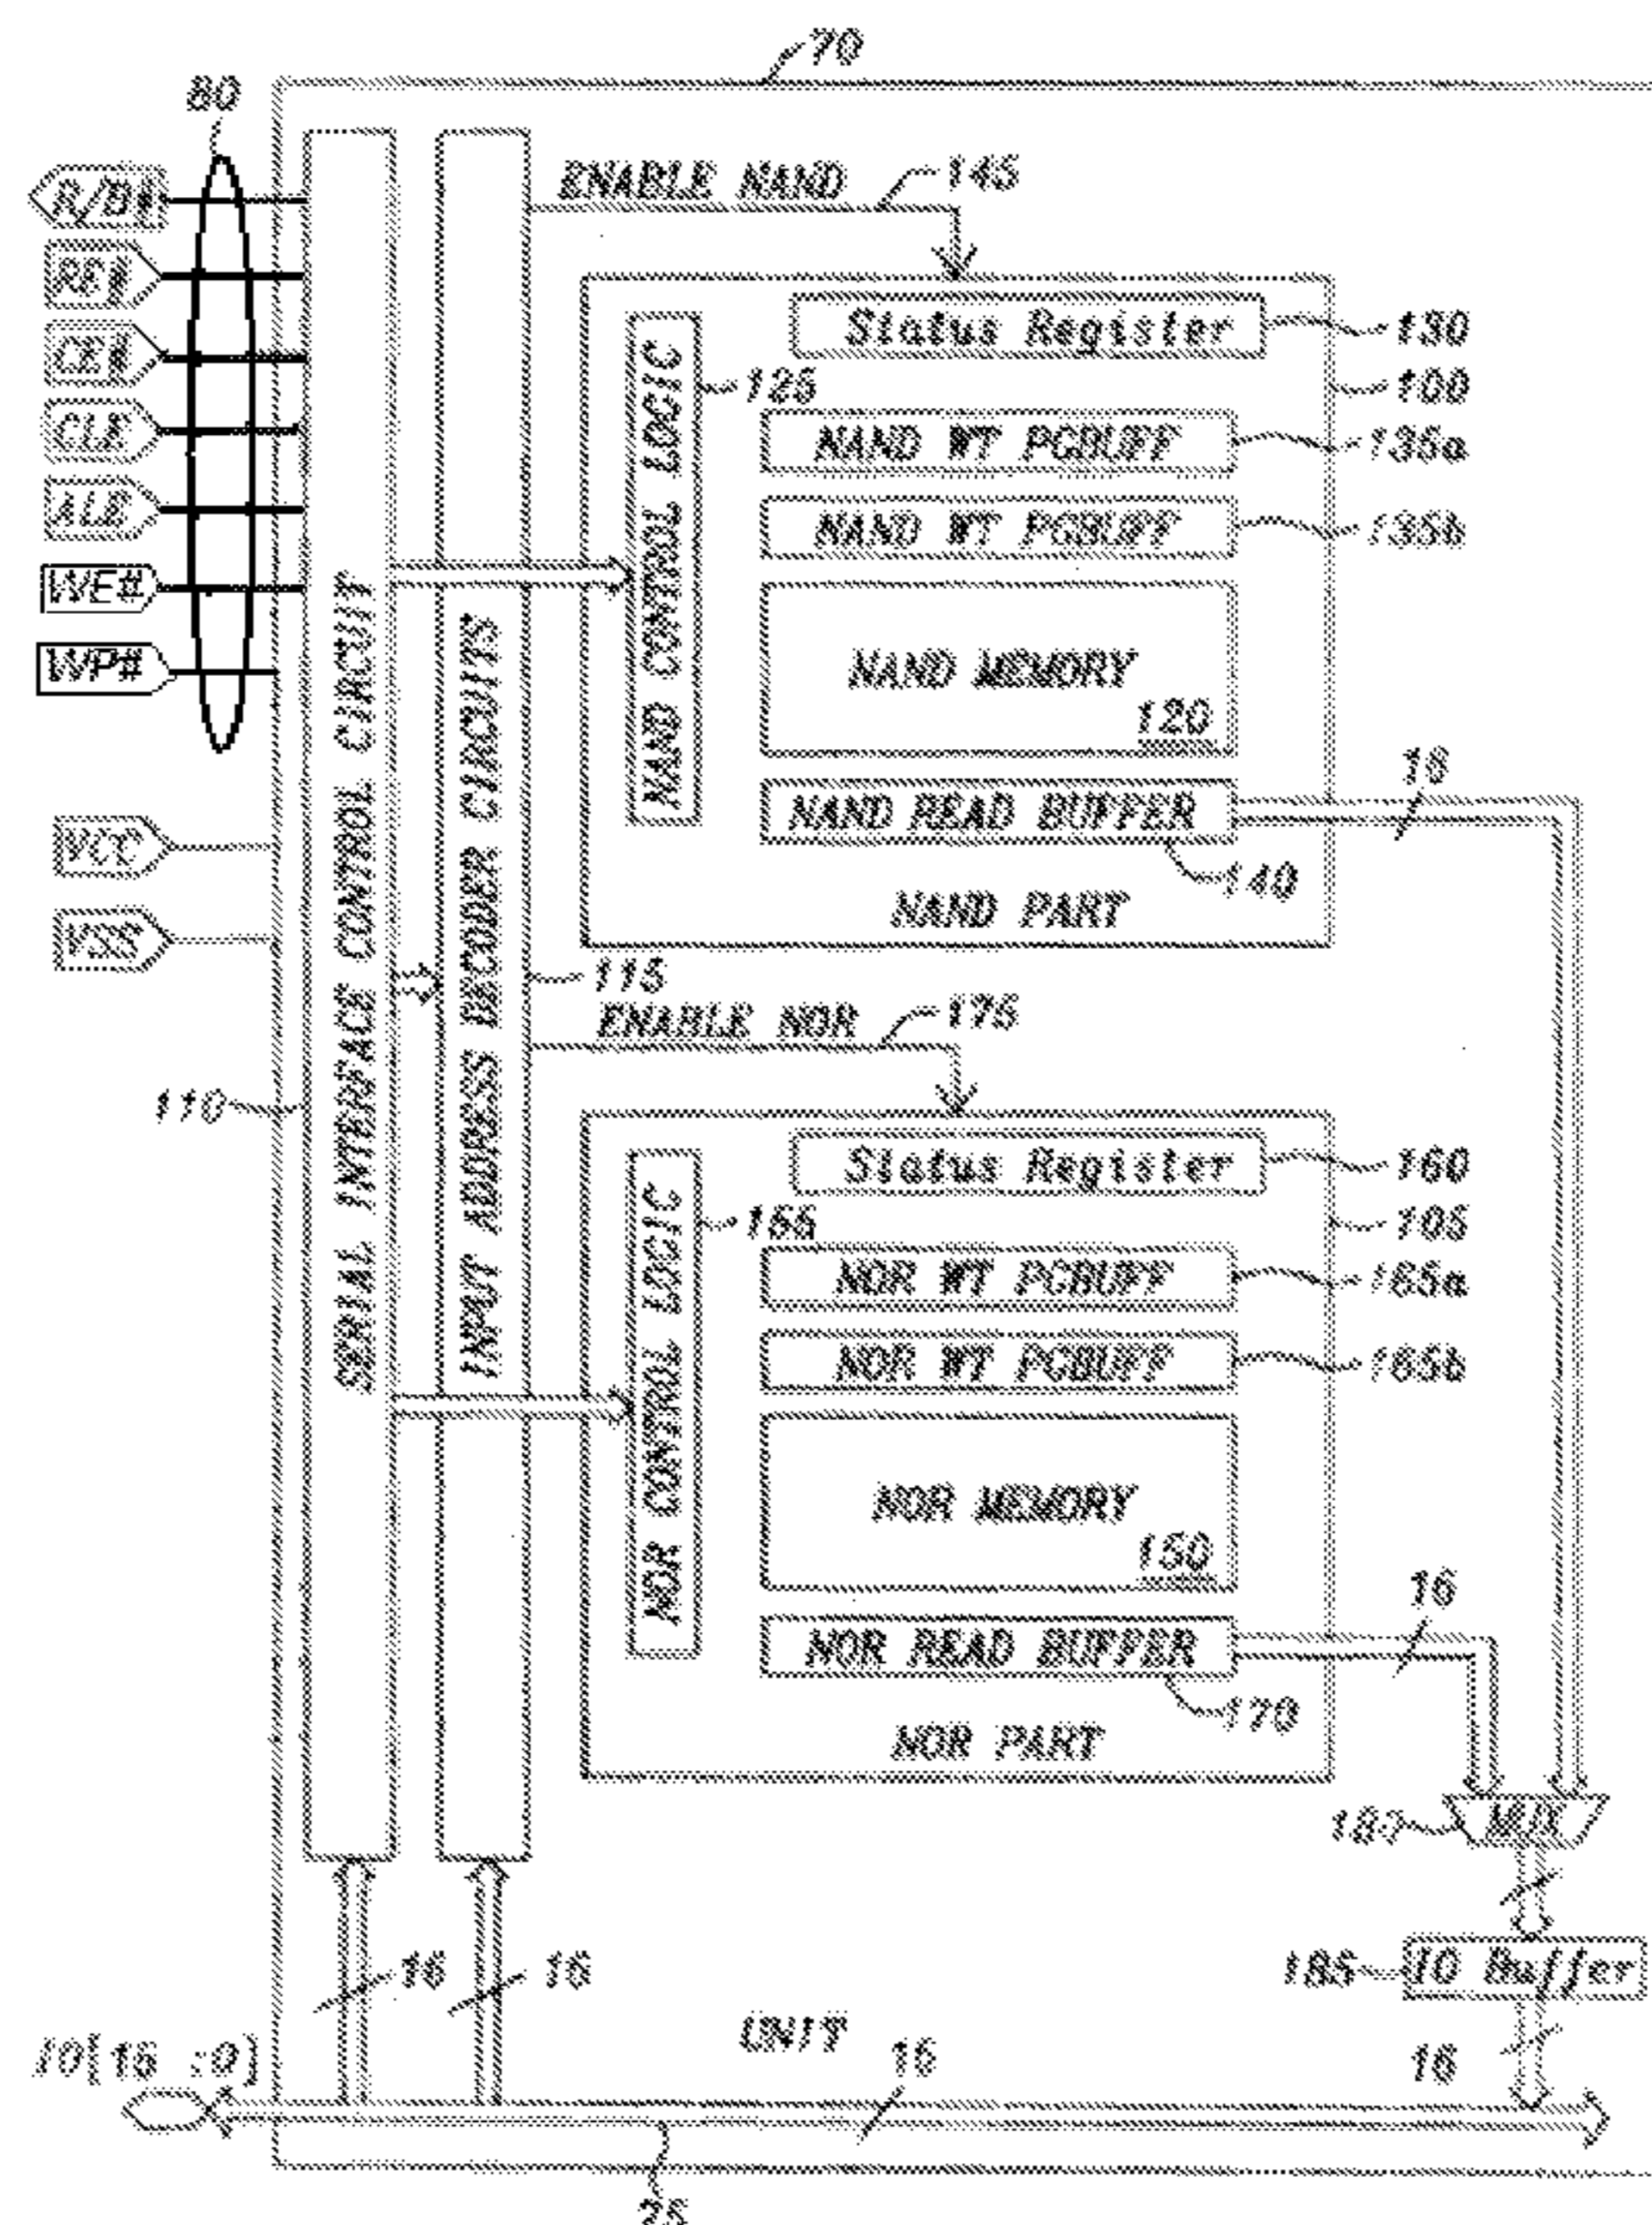 70
80
R/B#
RE#
CE#
CLE
ALE
WE#
WP#
VCC
VSS
110
SERIAL INTERFACE CONTROL CIRCUIT
INPUT ADDRESS DECODER CIRCUITS
115
ENABLE NAND
145
Status Register
130
100
NAND CONTROL LOGIC
125
NAND WT PGBUFF
135a
NAND WT PGBUFF
135b
NAND MEMORY
120
NAND READ BUFFER
140
16
NAND PART
ENABLE NOR
175
Status Register
160
105
NOR CONTROL LOGIC
155
NOR WT PGBUFF
165a
NOR WT PGBUFF
165b
NOR MEMORY
150
NOR READ BUFFER
170
16
NOR PART
MUX
185
IO Buffer
16
16
16
UNIT
16
IO[15 :0]
25